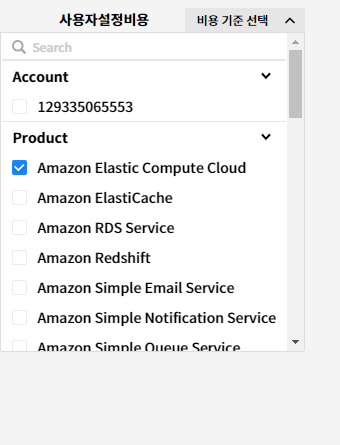 사용자설정비용
비용 기준 선택
Search
Account
129335065553
Product
Amazon Elastic Compute Cloud
Amazon ElastiCache
Amazon RDS Service
Amazon Redshift
Amazon Simple Email Service
Amazon Simple Notification Service
Amazon Simple Queue Service